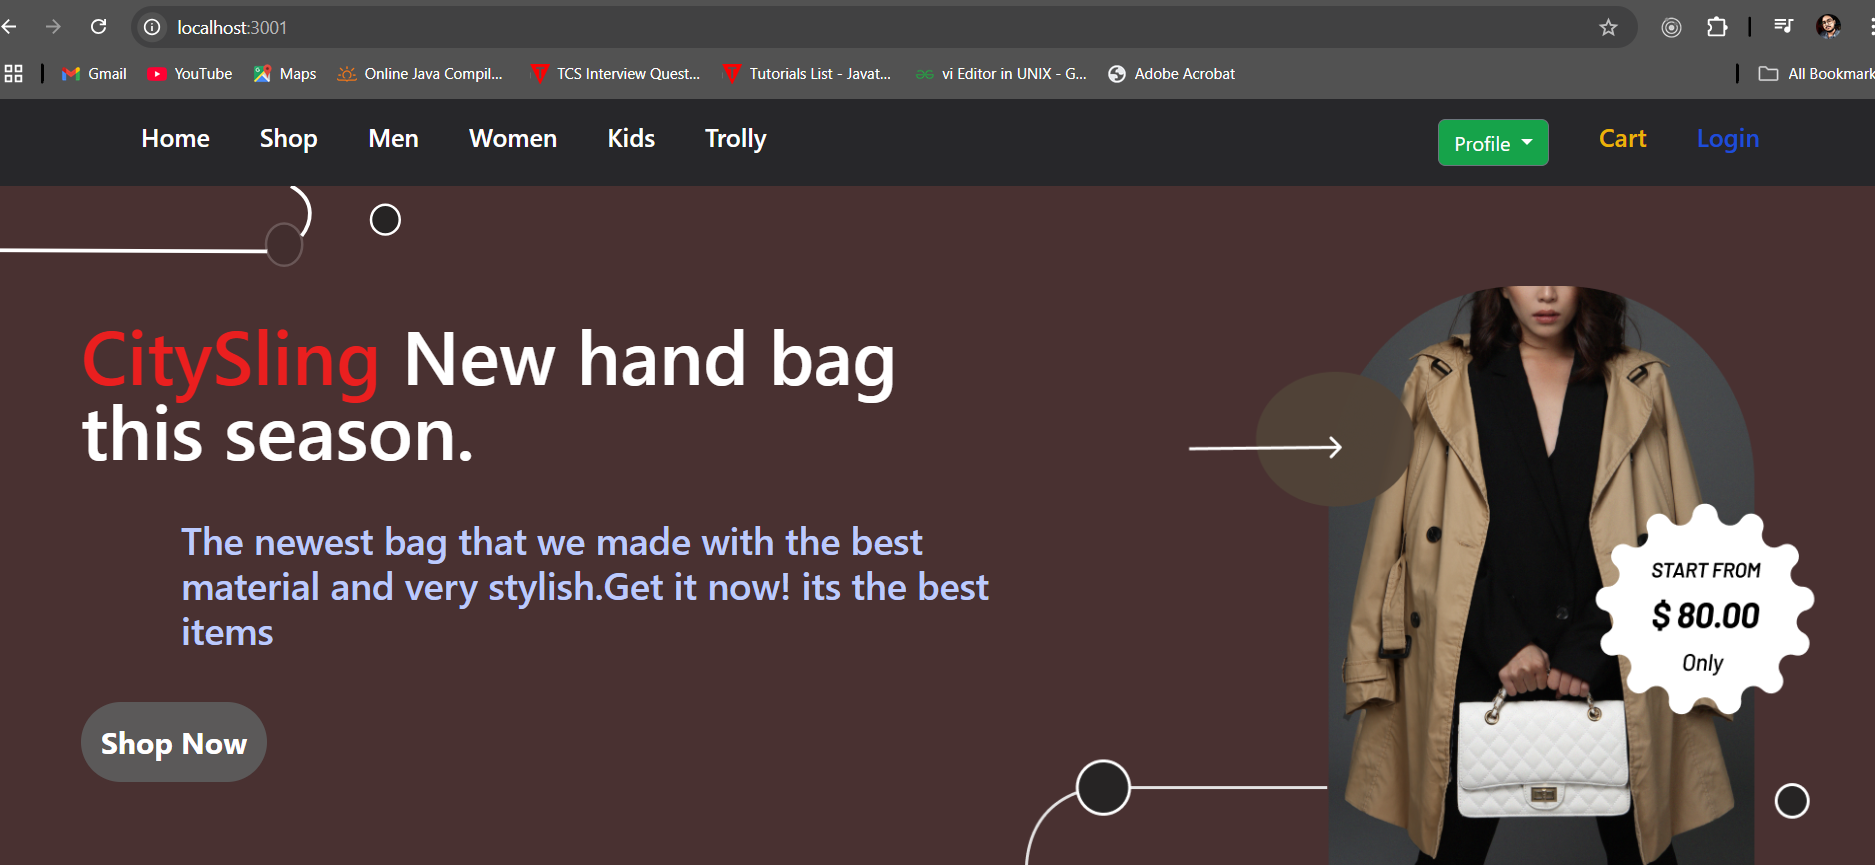 localhost:3001
Gmail YouTube Maps Online Java Compil... TCS Interview Quest... Tutorials List - Javat... vi Editor in UNIX - G... Adobe Acrobat All Bookmark
Home Shop Men Women Kids Trolly Profile Cart Login
CitySling New hand bag
this season.
The newest bag that we made with the best
material and very stylish.Get it now! its the best
items
Shop Now
START FROM
$ 80.00
Only